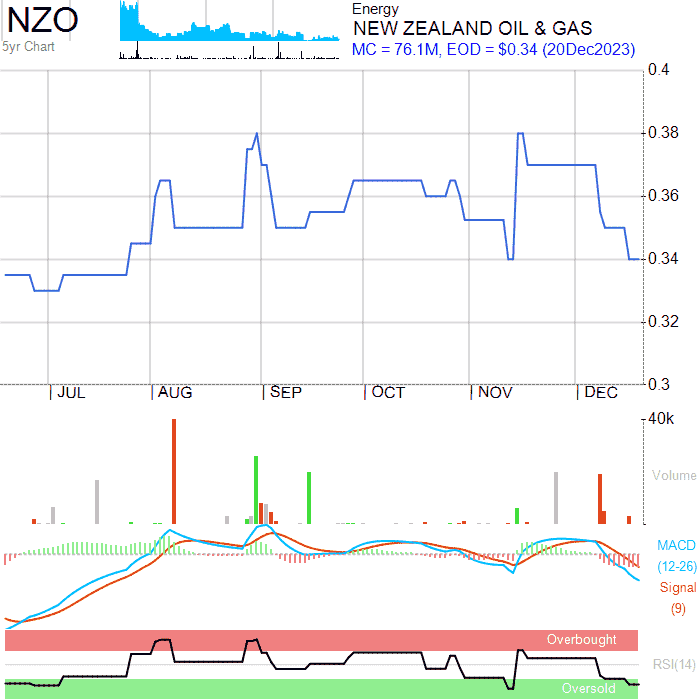 NZO
5yr Chart
Energy
NEW ZEALAND OIL & GAS
MC = 76.1M, EOD = $0.34 (20Dec2023)
0.4
0.38
0.36
0.34
0.32
0.3
JUL AUG SEP OCT NOV DEC
40k
Volume
MACD
(12-26)
Signal
(9)
Overbought
RSI(14)
Oversold